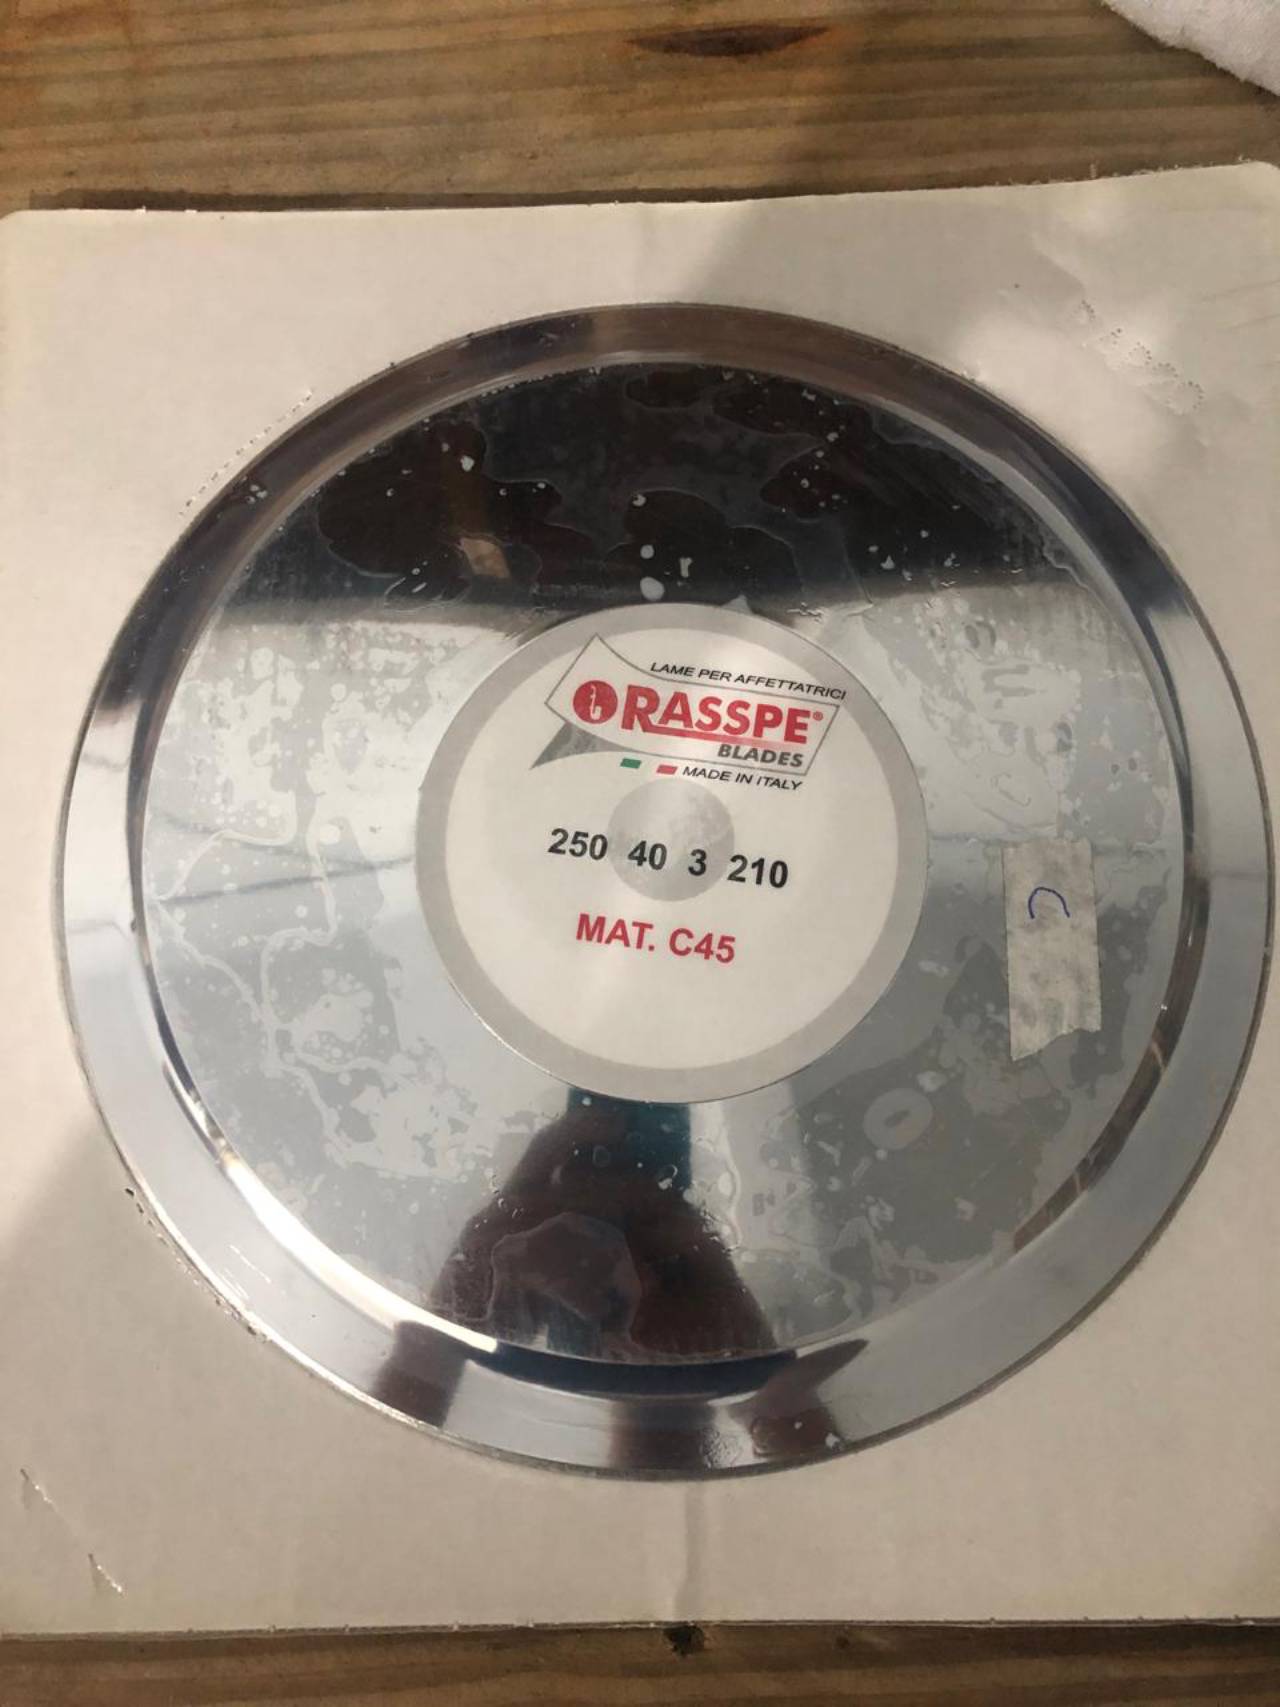 LAME PER AFFETTATRICI
RASSPE®
BLADES
MADE IN ITALY
250 40 3 210
MAT. C45